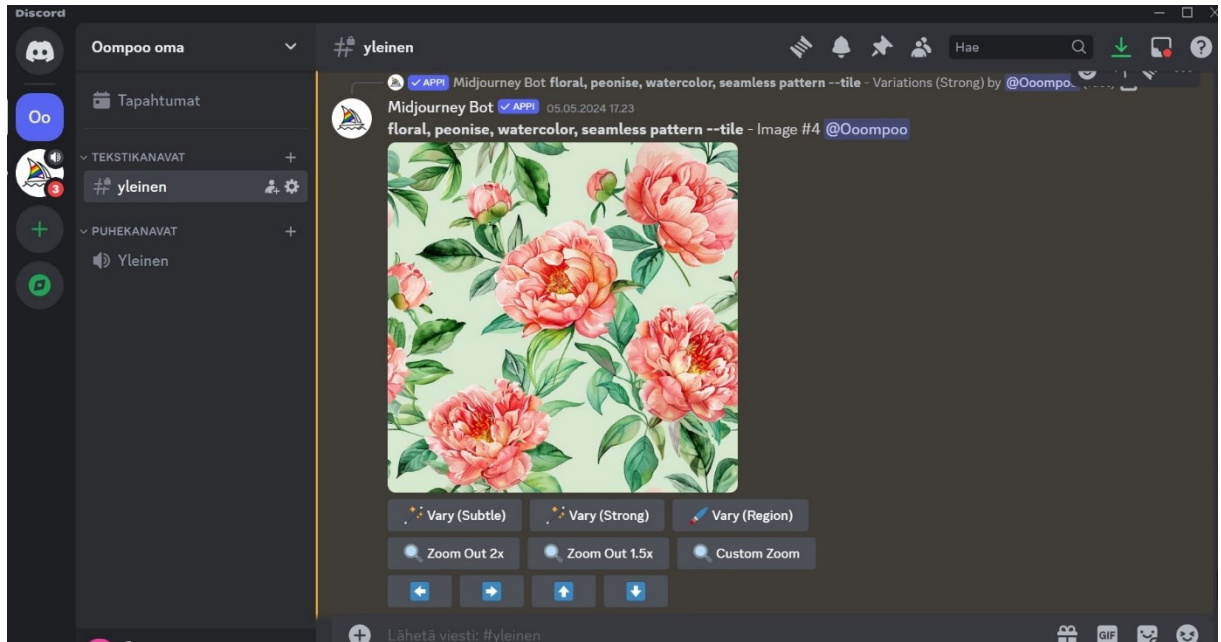 Discord
Oompoo oma
Tapahtumat
TEKSTIKANAVAT
yleinen
PUHEKANAVAT
Yleinen
Oo
3
yleinen
Hae
APPI Midjourney Bot floral, peonise, watercolor, seamless pattern --tile - Variations (Strong) by @Ooompo
Midjourney Bot APPI 05.05.2024 17.23
floral, peonise, watercolor, seamless pattern --tile - Image #4 @Ooompoo
Vary (Subtle) Vary (Strong) Vary (Region)
Zoom Out 2x Zoom Out 1.5x Custom Zoom
Lähetä viesti: #yleinen
GIF